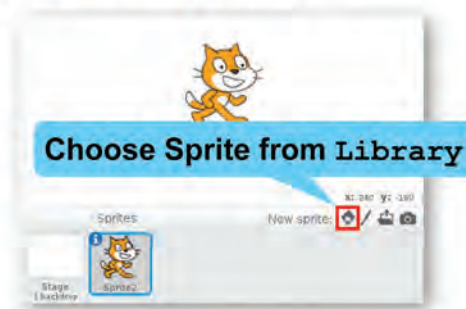 Choose Sprite from Library
x: 240 y: -180
Sprites
New sprite:
Sprite2
Stage
1 backdrop